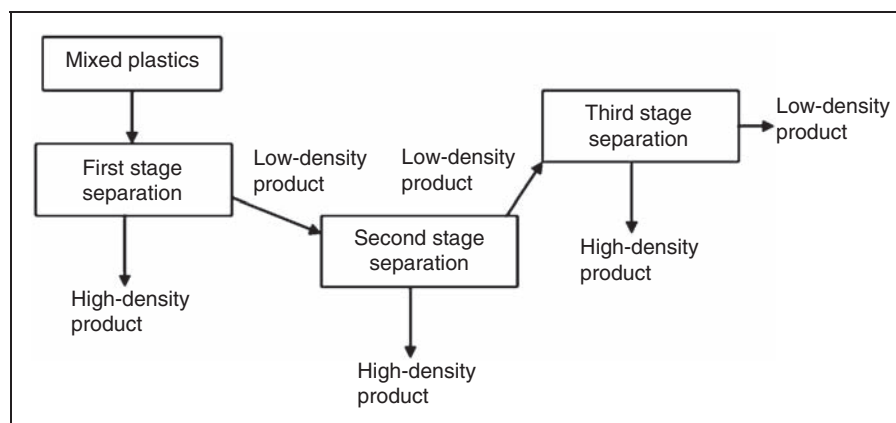 Mixed plastics
First stage
separation
High-density
product
Low-density
product
Second stage
separation
High-density
product
Low-density
product
Third stage
separation
High-density
product
Low-density
product